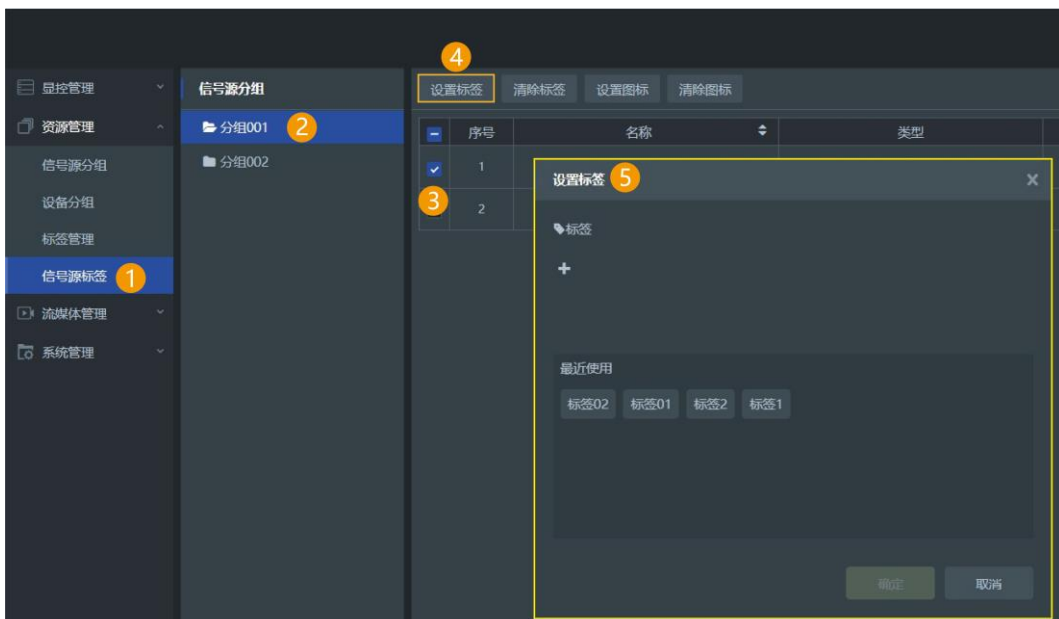 4
显控管理
信号源分组
设置标签 清除标签 设置图标 清除图标
资源管理
分组001 2
序号 名称 类型
信号源分组
分组002
1
设置标签 5
设备分组
3
2
标签管理
标签
信号源标签 1
流媒体管理
系统管理
最近使用
标签02 标签01 标签2 标签1
确定 取消